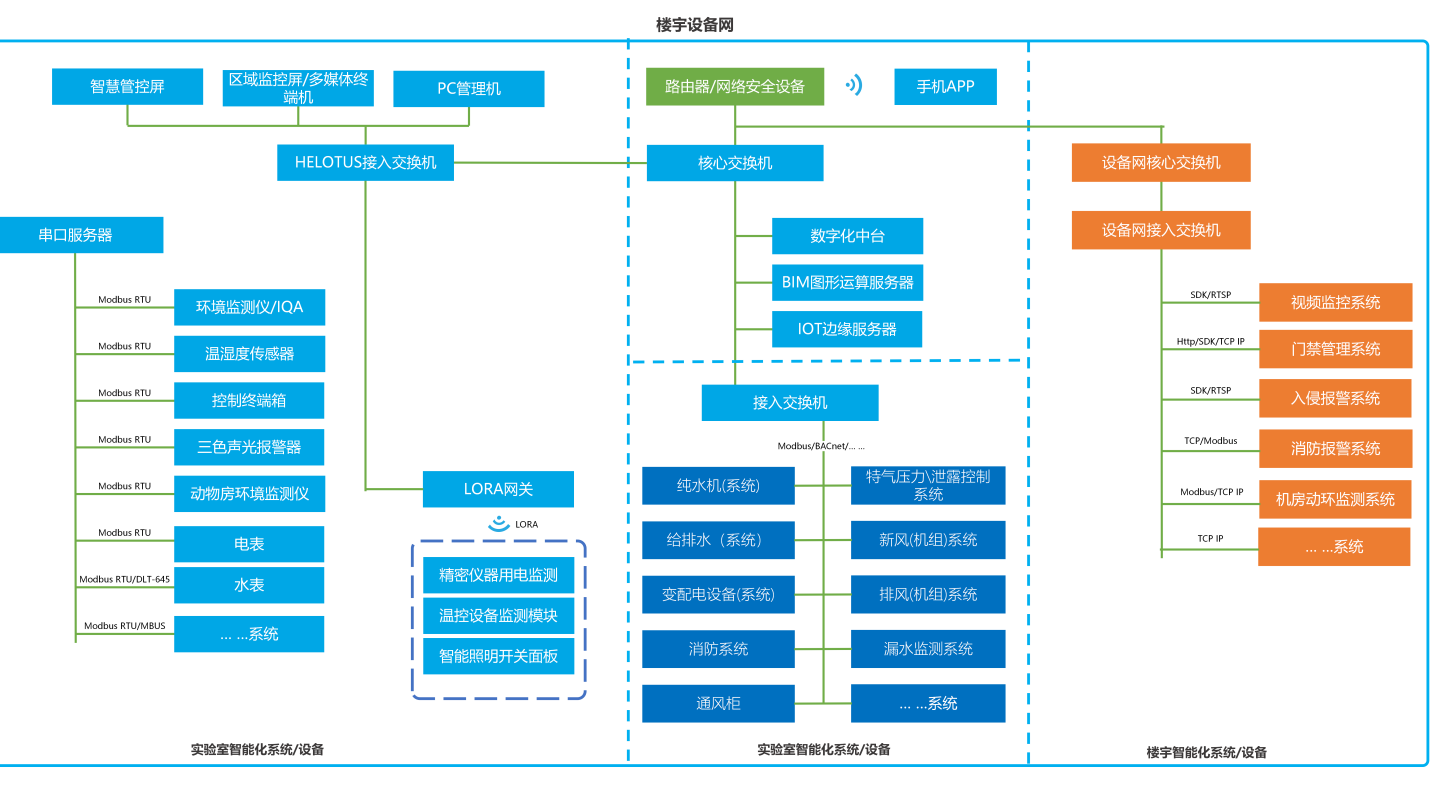 楼宇设备网
智慧管控屏
区域监控屏/多媒体终
端机
PC管理机
HELOTUS接入交换机
串口服务器
Modbus RTU
环境监测仪/IQA
Modbus RTU
温湿度传感器
Modbus RTU
控制终端箱
Modbus RTU
三色声光报警器
Modbus RTU
动物房环境监测仪
Modbus RTU
电表
Modbus RTU/DLT-645
水表
Modbus RTU/MBUS
... ...系统
LORA网关
LORA
精密仪器用电监测
温控设备监测模块
智能照明开关面板
实验室智能化系统/设备
路由器/网络安全设备
手机APP
核心交换机
数字化中台
BIM图形运算服务器
IOT边缘服务器
接入交换机
Modbus/BACnet/... ...
纯水机(系统)
特气压力\泄露控制
系统
给排水（系统）
新风(机组)系统
变配电设备(系统)
排风(机组)系统
消防系统
漏水监测系统
通风柜
... ...系统
实验室智能化系统/设备
设备网核心交换机
设备网接入交换机
SDK/RTSP
视频监控系统
Http/SDK/TCP IP
门禁管理系统
SDK/RTSP
入侵报警系统
TCP/Modbus
消防报警系统
Modbus/TCP IP
机房动环监测系统
TCP IP
... ...系统
楼宇智能化系统/设备